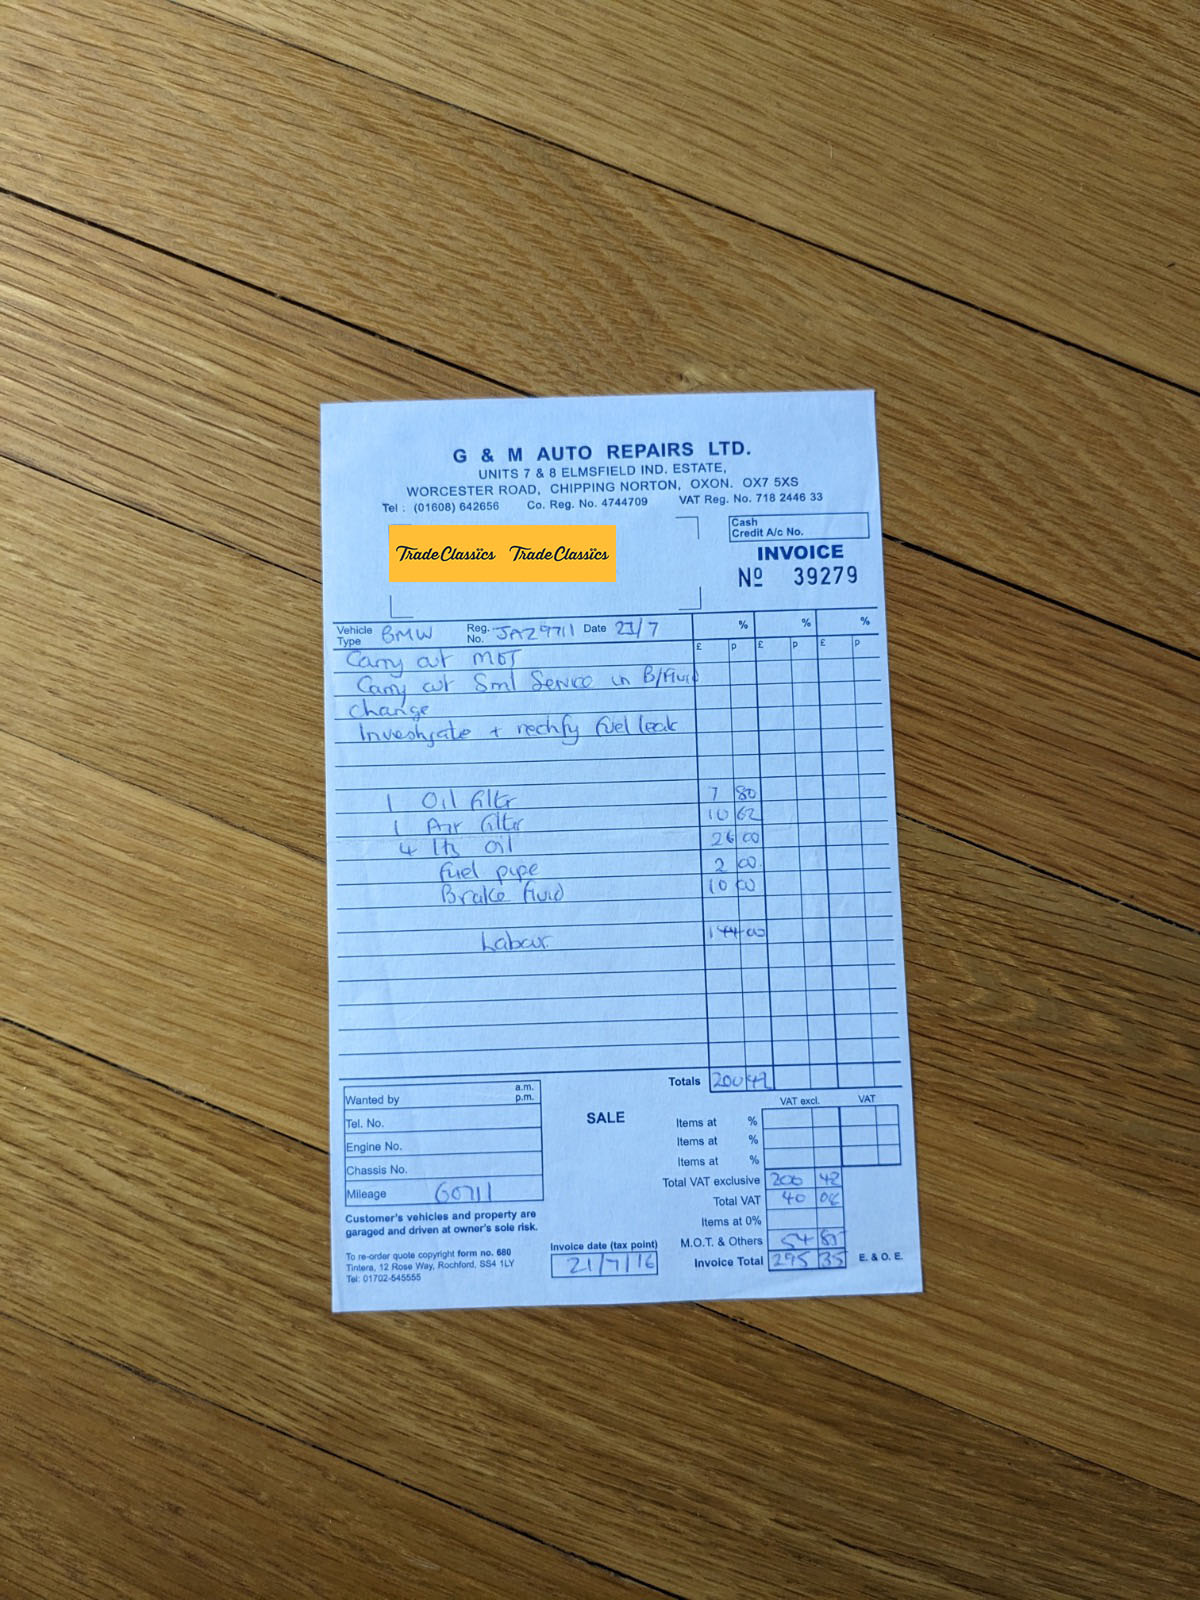 G & M AUTO REPAIRS LTD.
UNITS 7 & 8 ELMSFIELD IND. ESTATE,
WORCESTER ROAD, CHIPPING NORTON, OXON. OX7 5XS
Tel : (01608) 642656 Co. Reg. No. 4744709 VAT Reg. No. 718 2446 33
Cash
Credit A/c No.
TradeClassics TradeClassics
INVOICE
Nº 39279
Vehicle Type BMW Reg. No. JAZ9711 Date 21/7 % % %
£ p £ p £ p
Carry out MOT
Carry out Sml Service in B/Fluid
change
Investigate + rectify fuel leak
1 Oil filtr 7 80
1 Air filtr 10 62
4 ltr oil 26 00
fuel pipe 2 00
Brake fluid 10 00
Labour 144 00
Totals 200 42
VAT excl. VAT
Wanted by a.m. p.m.
Tel. No.
Engine No.
Chassis No.
Mileage 60711
SALE
Items at %
Items at %
Items at %
Total VAT exclusive 200 42
Total VAT 40 08
Items at 0%
M.O.T. & Others 54 85
Invoice Total 295 35 E. & O. E.
Customer's vehicles and property are
garaged and driven at owner's sole risk.
To re-order quote copyright form no. 680
Tintera, 12 Rose Way, Rochford, SS4 1LY
Tel: 01702-545555
Invoice date (tax point)
21/7/16